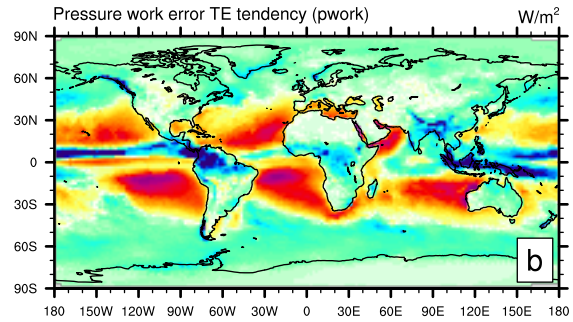 Pressure work error TE tendency (pwork) W/m²
90N
60N
30N
0
30S
60S
90S
b
180 150W 120W 90W 60W 30W 0 30E 60E 90E 120E 150E 180